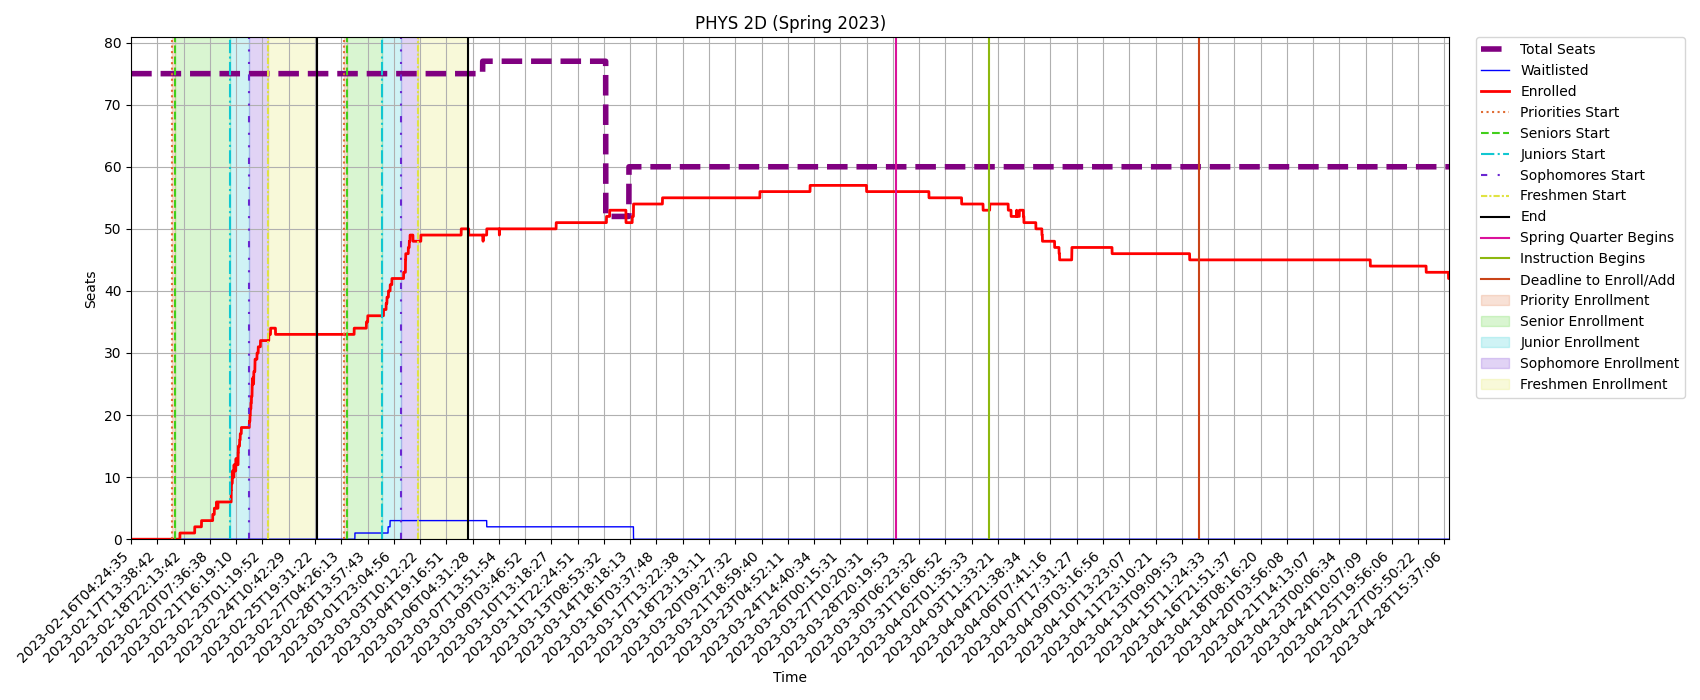 PHYS 2D (Spring 2023)
80
70
60
50
40
30
20
10
0
Seats
2023-02-16T04:24:35
2023-02-17T13:38:42
2023-02-18T22:13:42
2023-02-20T07:36:38
2023-02-21T16:19:10
2023-02-23T01:19:52
2023-02-24T10:42:29
2023-02-25T19:31:22
2023-02-27T04:26:13
2023-02-28T13:57:43
2023-03-01T23:04:56
2023-03-03T10:12:22
2023-03-04T19:16:51
2023-03-06T04:31:28
2023-03-07T13:51:54
2023-03-09T03:46:52
2023-03-10T13:18:27
2023-03-11T22:24:51
2023-03-13T08:53:32
2023-03-14T18:18:13
2023-03-16T03:37:48
2023-03-17T13:22:38
2023-03-18T23:13:11
2023-03-20T09:27:32
2023-03-21T18:59:40
2023-03-23T04:52:11
2023-03-24T14:40:34
2023-03-26T00:15:31
2023-03-27T10:20:31
2023-03-28T20:19:53
2023-03-30T06:23:32
2023-03-31T16:06:52
2023-04-02T01:35:33
2023-04-03T11:33:21
2023-04-04T21:38:34
2023-04-06T07:41:16
2023-04-07T17:31:27
2023-04-09T03:16:56
2023-04-10T13:23:07
2023-04-11T23:10:21
2023-04-13T09:09:53
2023-04-15T11:24:33
2023-04-16T21:51:37
2023-04-18T08:16:20
2023-04-20T03:56:08
2023-04-21T14:13:07
2023-04-23T00:06:34
2023-04-24T10:07:09
2023-04-25T19:56:06
2023-04-27T05:50:22
2023-04-28T15:37:06
Time
Total Seats
Waitlisted
Enrolled
Priorities Start
Seniors Start
Juniors Start
Sophomores Start
Freshmen Start
End
Spring Quarter Begins
Instruction Begins
Deadline to Enroll/Add
Priority Enrollment
Senior Enrollment
Junior Enrollment
Sophomore Enrollment
Freshmen Enrollment